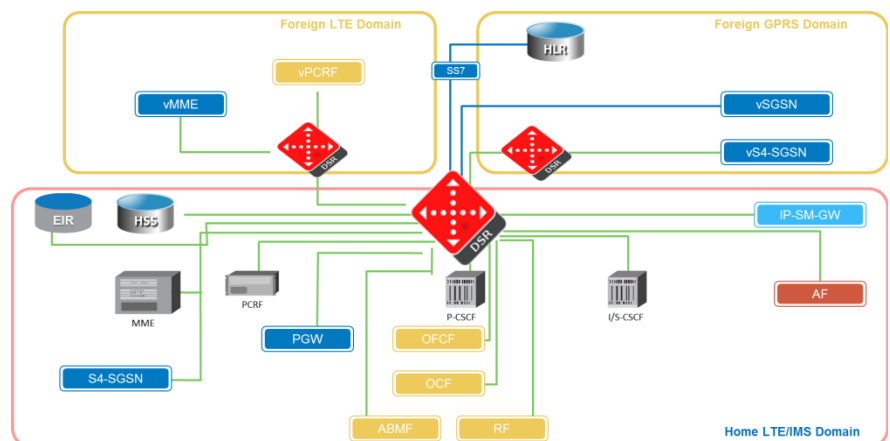 Foreign LTE Domain
Foreign GPRS Domain
HLR
vPCRF
SS7
vMME
vSGSN
DSR
vS4-SGSN
DSR
EIR
HSS
DSR
IP-SM-GW
MME
PCRF
P-CSCF
I/S-CSCF
AF
PGW
OFCF
S4-SGSN
OCF
ABMF
RF
Home LTE/IMS Domain